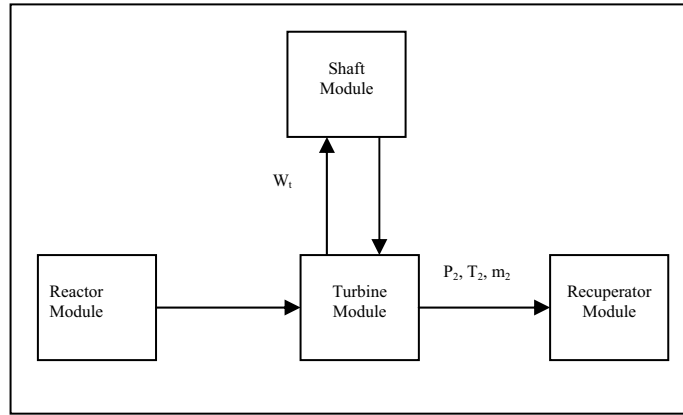 Shaft
Module
Wₜ
P₂, T₂, m₂
Reactor
Module
Turbine
Module
Recuperator
Module